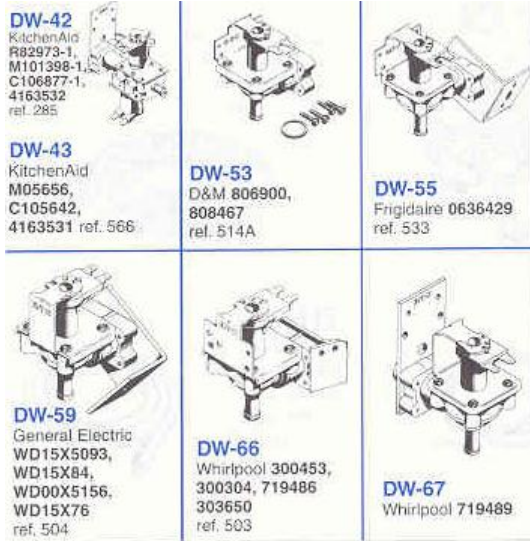 DW-42
KitchenAid
R82973-1,
M101398-1,
C106877-1,
4163532
ref. 285
DW-43
KitchenAid
M05656,
C105642,
4163531 ref. 566
DW-53
D&M 806900,
808467
ref. 514A
DW-55
Frigidaire 0636429
ref. 533
DW-59
General Electric
WD15X5093,
WD15X84,
WD00X5156,
WD15X76
ref. 504
DW-66
Whirlpool 300453,
300304, 719486
303650
ref. 503
DW-67
Whirlpool 719489